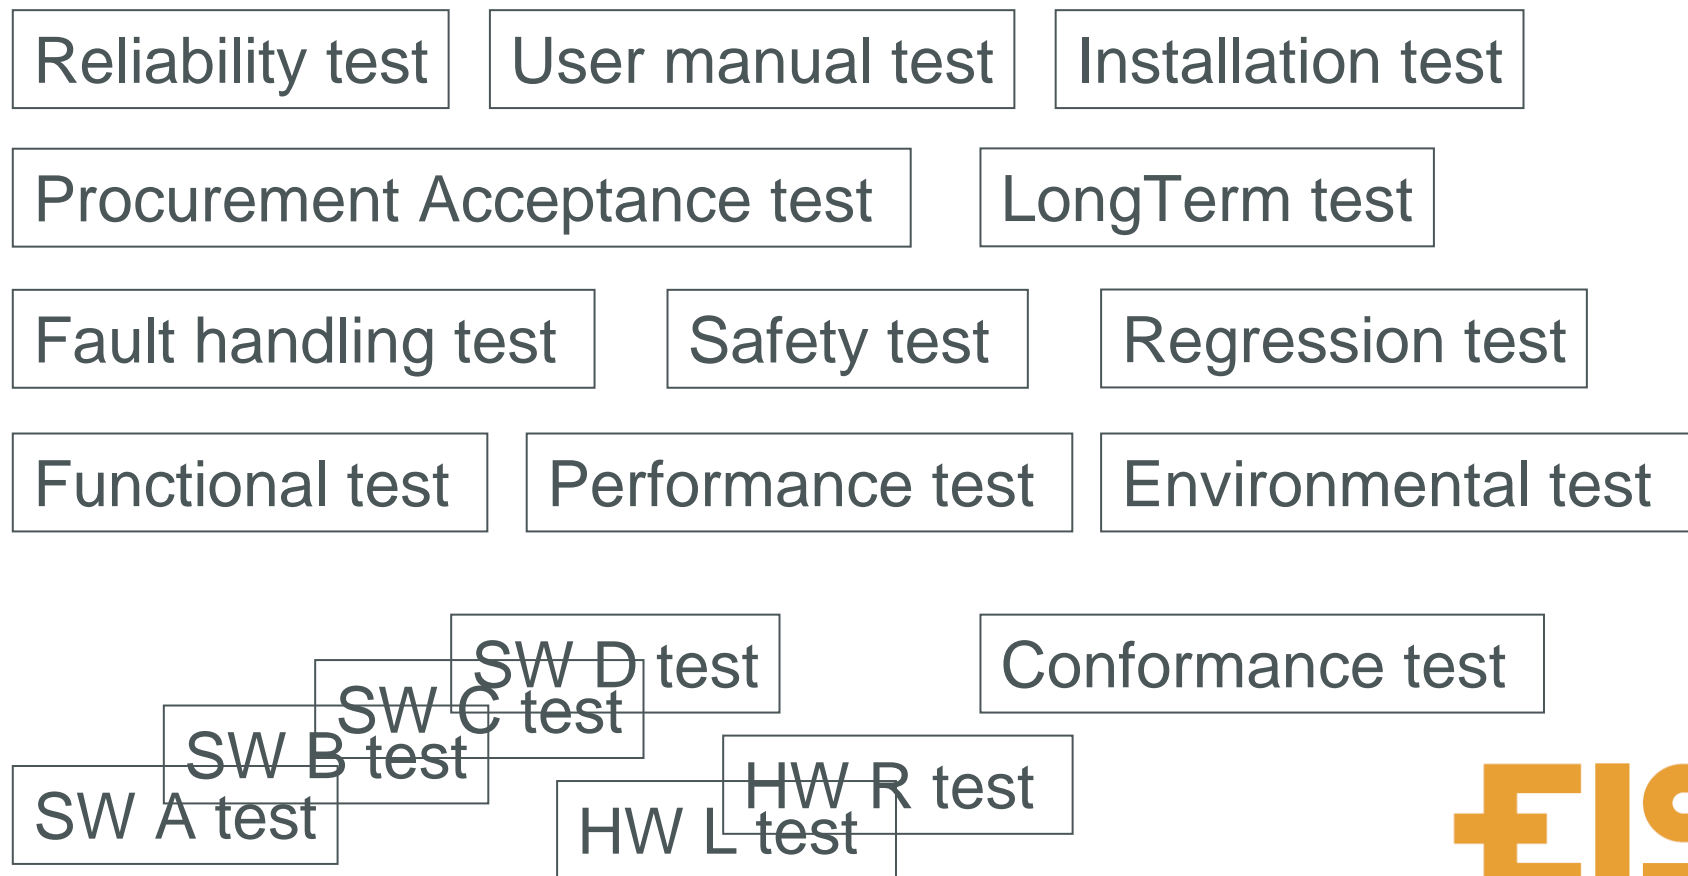 Reliability test
User manual test
Installation test
Procurement Acceptance test
LongTerm test
Fault handling test
Safety test
Regression test
Functional test
Performance test
Environmental test
SW D test
Conformance test
SW C test
SW B test
HW R test
SW A test
HW L test